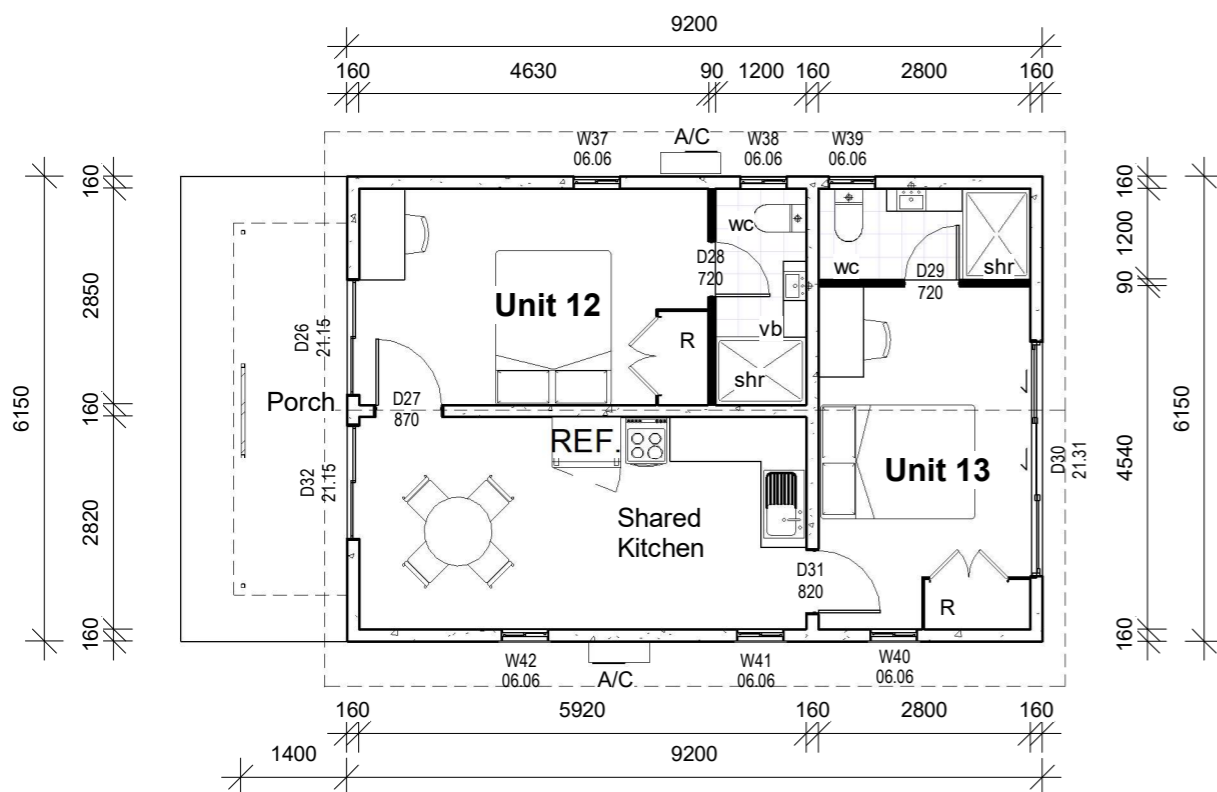 9200
160 4630 90 1200 160 2800 160
W37
06.06
A/C
W38
06.06
W39
06.06
6150
160
2850
160
2820
160
160
1200
90
4540
160
6150
wc
D28
720
wc
D29
720
shr
Unit 12
D26
21.15
R
vb
shr
Porch
D27
870
REF.
Unit 13
D30
21.31
D32
21.15
Shared
Kitchen
D31
820
R
W42
06.06
A/C
W41
06.06
W40
06.06
160 5920 160 2800 160
1400 9200